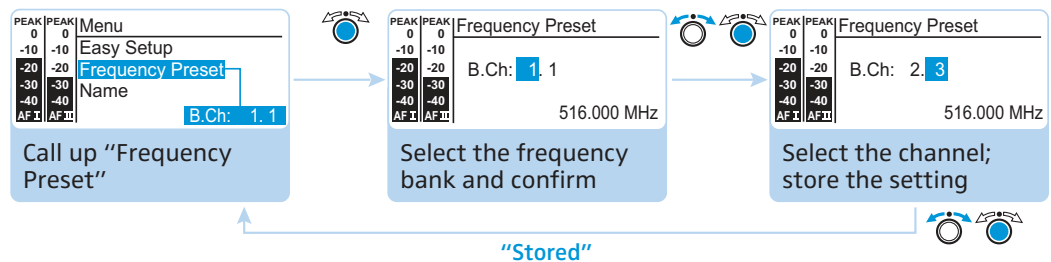 PEAK PEAK Menu
0 0
-10 -10 Easy Setup
-20 -20 Frequency Preset
-30 -30 Name
-40 -40
AF I AF II B.Ch: 1. 1
Call up "Frequency
Preset"
PEAK PEAK Frequency Preset
0 0
-10 -10
-20 -20 B.Ch: 1. 1
-30 -30
-40 -40 516.000 MHz
AF I AF II
Select the frequency
bank and confirm
PEAK PEAK Frequency Preset
0 0
-10 -10
-20 -20 B.Ch: 2. 3
-30 -30
-40 -40 516.000 MHz
AF I AF II
Select the channel;
store the setting
"Stored"